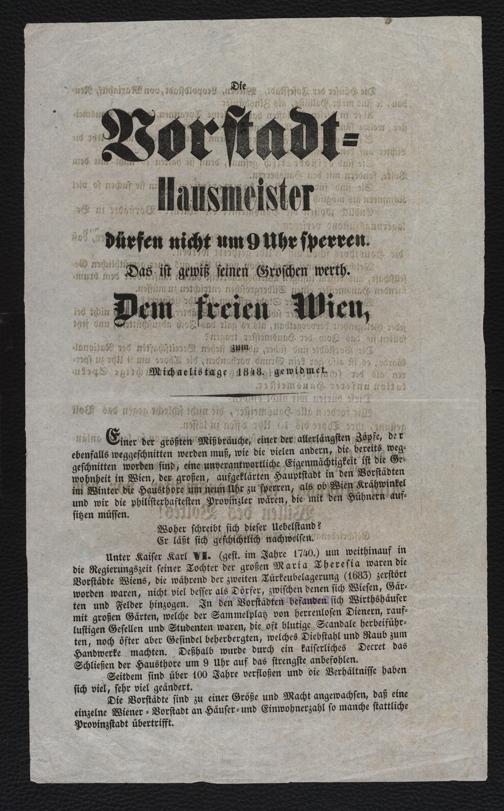 Die
Vorstadt-
Hausmeister
dürfen nicht um 9 Uhr sperren.
Das ist gewiß seinen Groschen werth.
Dem freien Wien,
zum
Michaelistage 1848. gewidmet.
Einer der größten Mißbräuche, einer der allerlängsten Zöpfe, der
ebenfalls weggeschnitten werden muß, wie die vielen andern, die bereits weg-
geschnitten worden sind, eine unverantwortliche Eigenmächtigkeit ist die Ge-
wohnheit in Wien, der großen, aufgeklärten Hauptstadt in den Vorstädten
im Winter die Hausthore um neun Uhr zu sperren, als ob Wien Krähwinkel
und wir die philisterhaftesten Provinzler wären, die mit den Hühnern auf-
sitzen müssen.
Woher schreibt sich dieser Uebelstand?
Er läßt sich geschichtlich nachweisen.
Unter Kaiser Karl VI. (gest. im Jahre 1740.) um weithinauf in
die Regierungszeit seiner Tochter der großen Maria Theresia waren die
Vorstädte Wiens, die während der zweiten Türkenbelagerung (1683) zerstört
worden waren, nicht viel besser als Dörfer, zwischen denen sich Wiesen, Gär-
ten und Felder hinzogen. In den Vorstädten befanden sich Wirthshäuser
mit großen Gärten, welche der Sammelplatz von herrenlosen Dienern, rauf-
lustigen Gesellen und Studenten waren, die oft blutige Scandale herbeiführ-
ten, noch öfter aber Gesindel beherbergten, welches Diebstahl und Raub zum
Handwerke machten. Deßhalb wurde durch ein kaiserliches Decret das
Schließen der Hausthore um 9 Uhr auf das strengste anbefohlen.
Seitdem sind über 100 Jahre verfloßen und die Verhältnisse haben
sich viel, sehr viel geändert.
Die Vorstädte sind zu einer Größe und Macht angewachsen, daß eine
einzelne Wiener-Vorstadt an Häuser- und Einwohnerzahl so manche stattliche
Provinzstadt übertrifft.